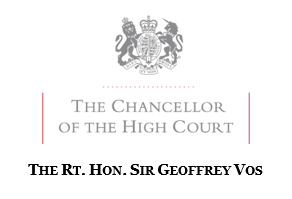 THE CHANCELLOR
OF THE HIGH COURT
THE RT. HON. SIR GEOFFREY VOS